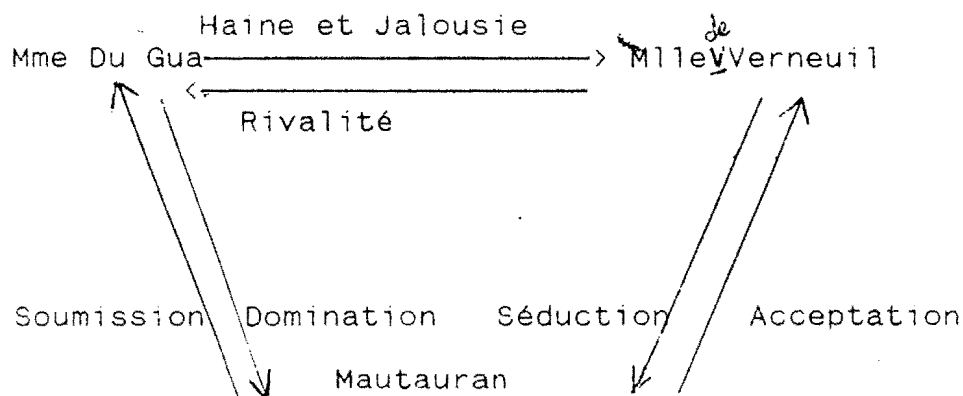 Haine et Jalousie
de
Mme Du Gua Mlle Verneuil
Rivalité
Soumission Domination Séduction Acceptation
Mautauran